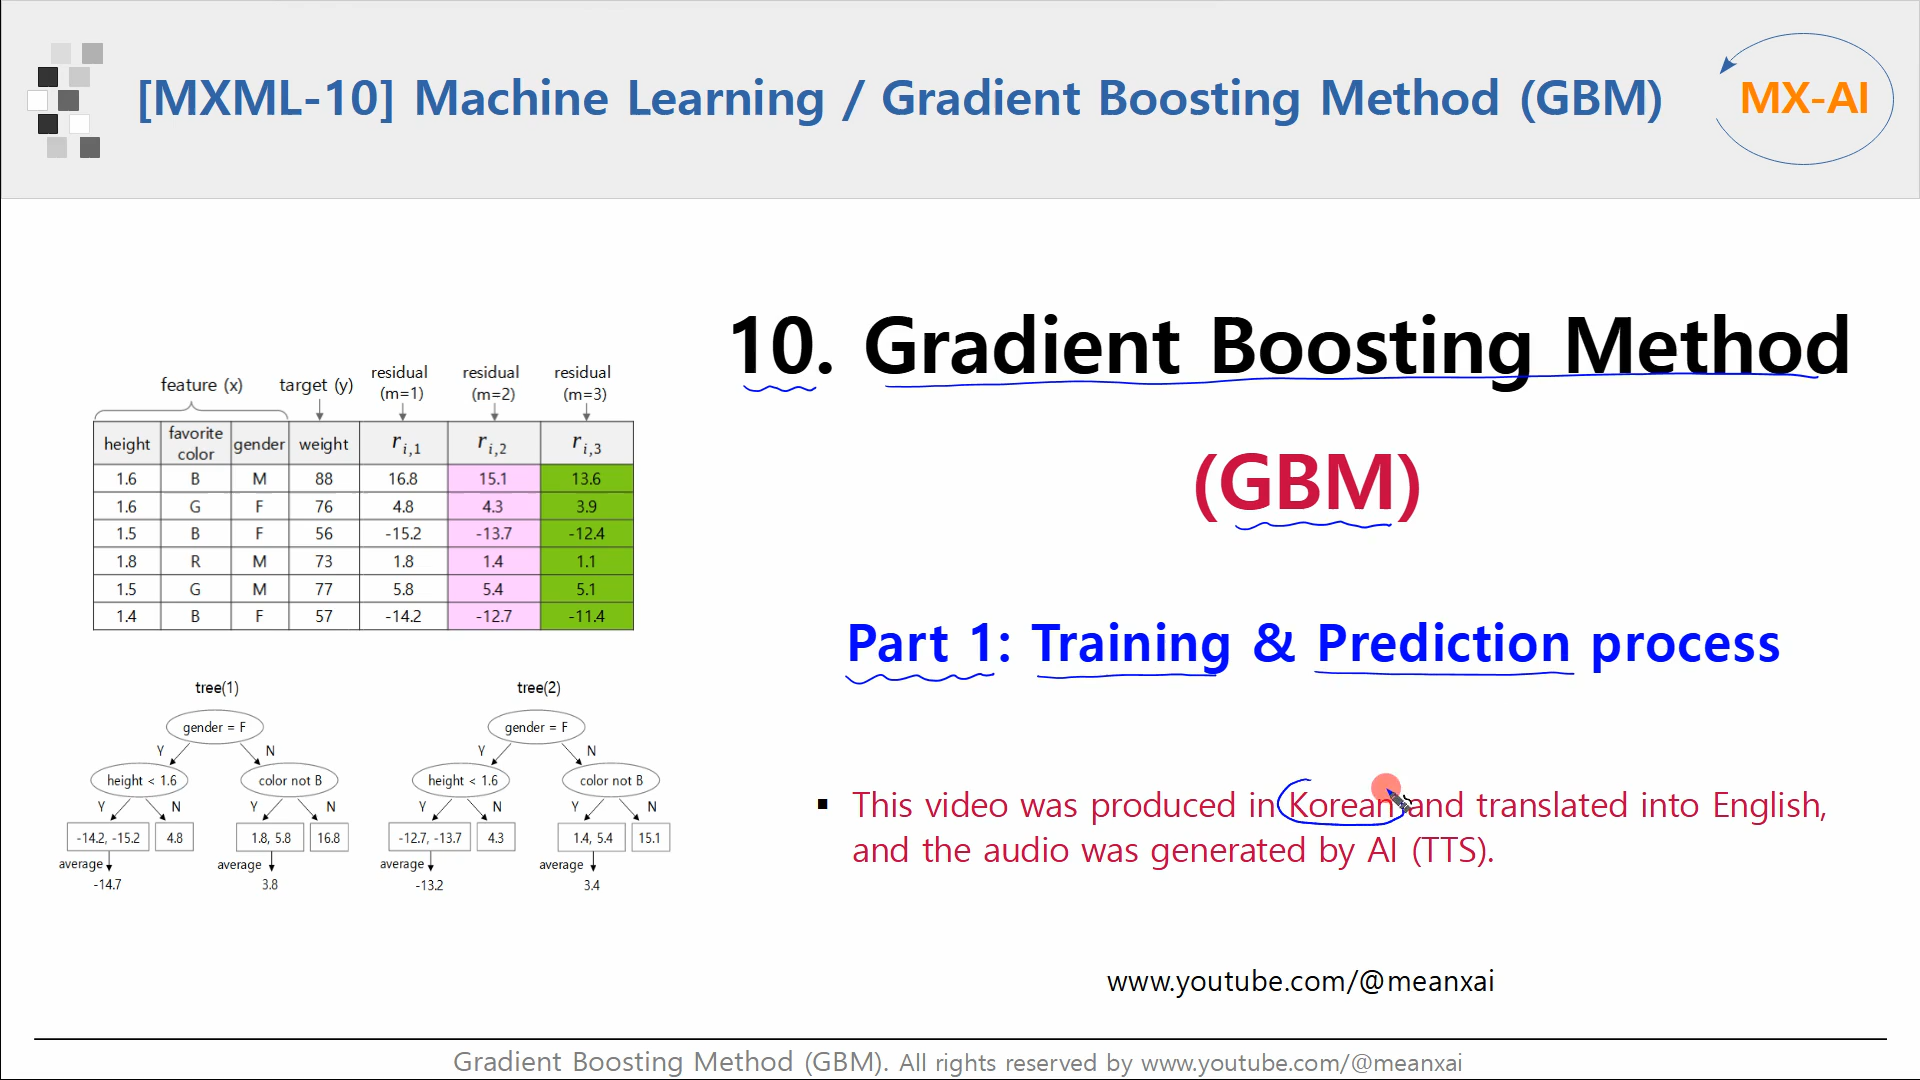 [MXML-10] Machine Learning / Gradient Boosting Method (GBM)
MX-AI
10. Gradient Boosting Method
(GBM)
Part 1: Training & Prediction process
▪ This video was produced in Korean and translated into English,
and the audio was generated by AI (TTS).
www.youtube.com/@meanxai
feature (x) target (y) residual (m=1) residual (m=2) residual (m=3)
height favorite color gender weight r i,1 r i,2 r i,3
1.6 B M 88 16.8 15.1 13.6
1.6 G F 76 4.8 4.3 3.9
1.5 B F 56 -15.2 -13.7 -12.4
1.8 R M 73 1.8 1.4 1.1
1.5 G M 77 5.8 5.4 5.1
1.4 B F 57 -14.2 -12.7 -11.4
tree(1)
gender = F
Y N
height < 1.6 color not B
Y N Y N
-14.2, -15.2 4.8 1.8, 5.8 16.8
average average
-14.7 3.8
tree(2)
gender = F
Y N
height < 1.6 color not B
Y N Y N
-12.7, -13.7 4.3 1.4, 5.4 15.1
average average
-13.2 3.4
Gradient Boosting Method (GBM). All rights reserved by www.youtube.com/@meanxai